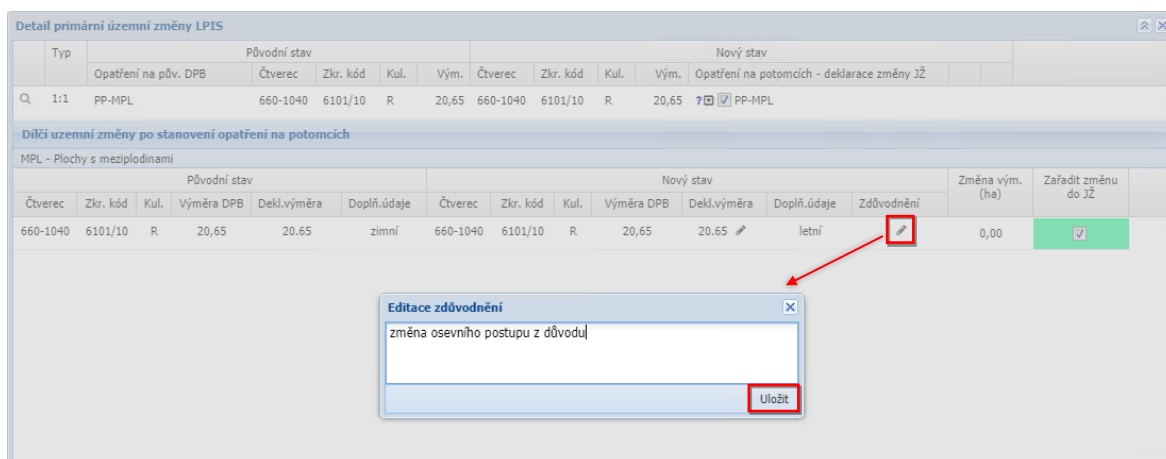 Detail primární územní změny LPIS
Typ Původní stav Nový stav
Opatření na pův. DPB Čtverec Zkr. kód Kul. Vým. Čtverec Zkr. kód Kul. Vým. Opatření na potomcích - deklarace změny JŽ
1:1 PP-MPL 660-1040 6101/10 R 20,65 660-1040 6101/10 R 20,65 ? PP-MPL
Dílčí uzemní změny po stanovení opatření na potomcích
MPL - Plochy s meziplodinami
Původní stav Nový stav Změna vým. (ha) Zařadit změnu do JŽ
Čtverec Zkr. kód Kul. Výměra DPB Dekl.výměra Doplň.údaje Čtverec Zkr. kód Kul. Výměra DPB Dekl.výměra Doplň.údaje Zdůvodnění
660-1040 6101/10 R 20,65 20.65 zimní 660-1040 6101/10 R 20,65 20.65 letní 0,00
Editace zdůvodnění
změna osevního postupu z důvodu
Uložit